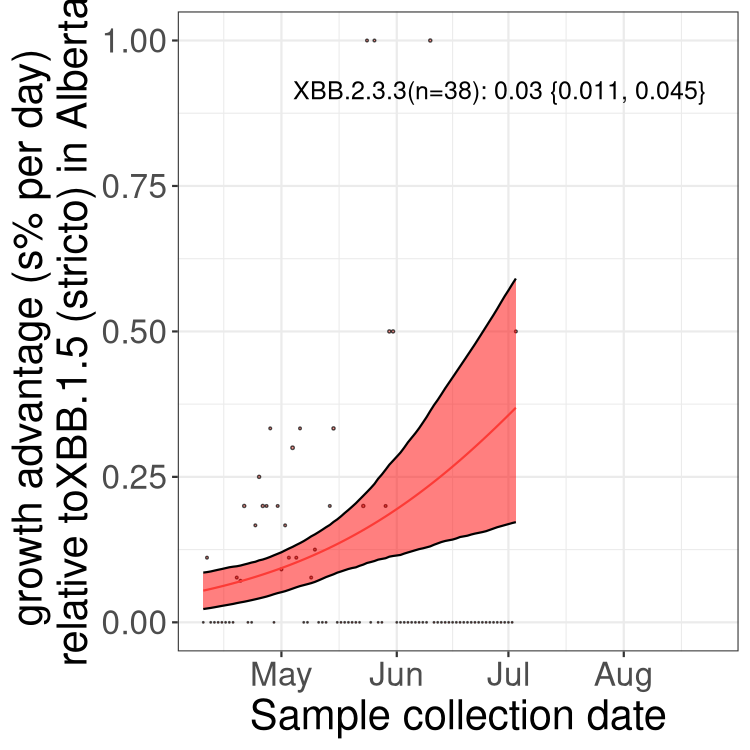 growth advantage (s% per day)
relative toXBB.1.5 (stricto) in Alberta
1.00
0.75
0.50
0.25
0.00
XBB.2.3.3(n=38): 0.03 {0.011, 0.045}
May Jun Jul Aug
Sample collection date